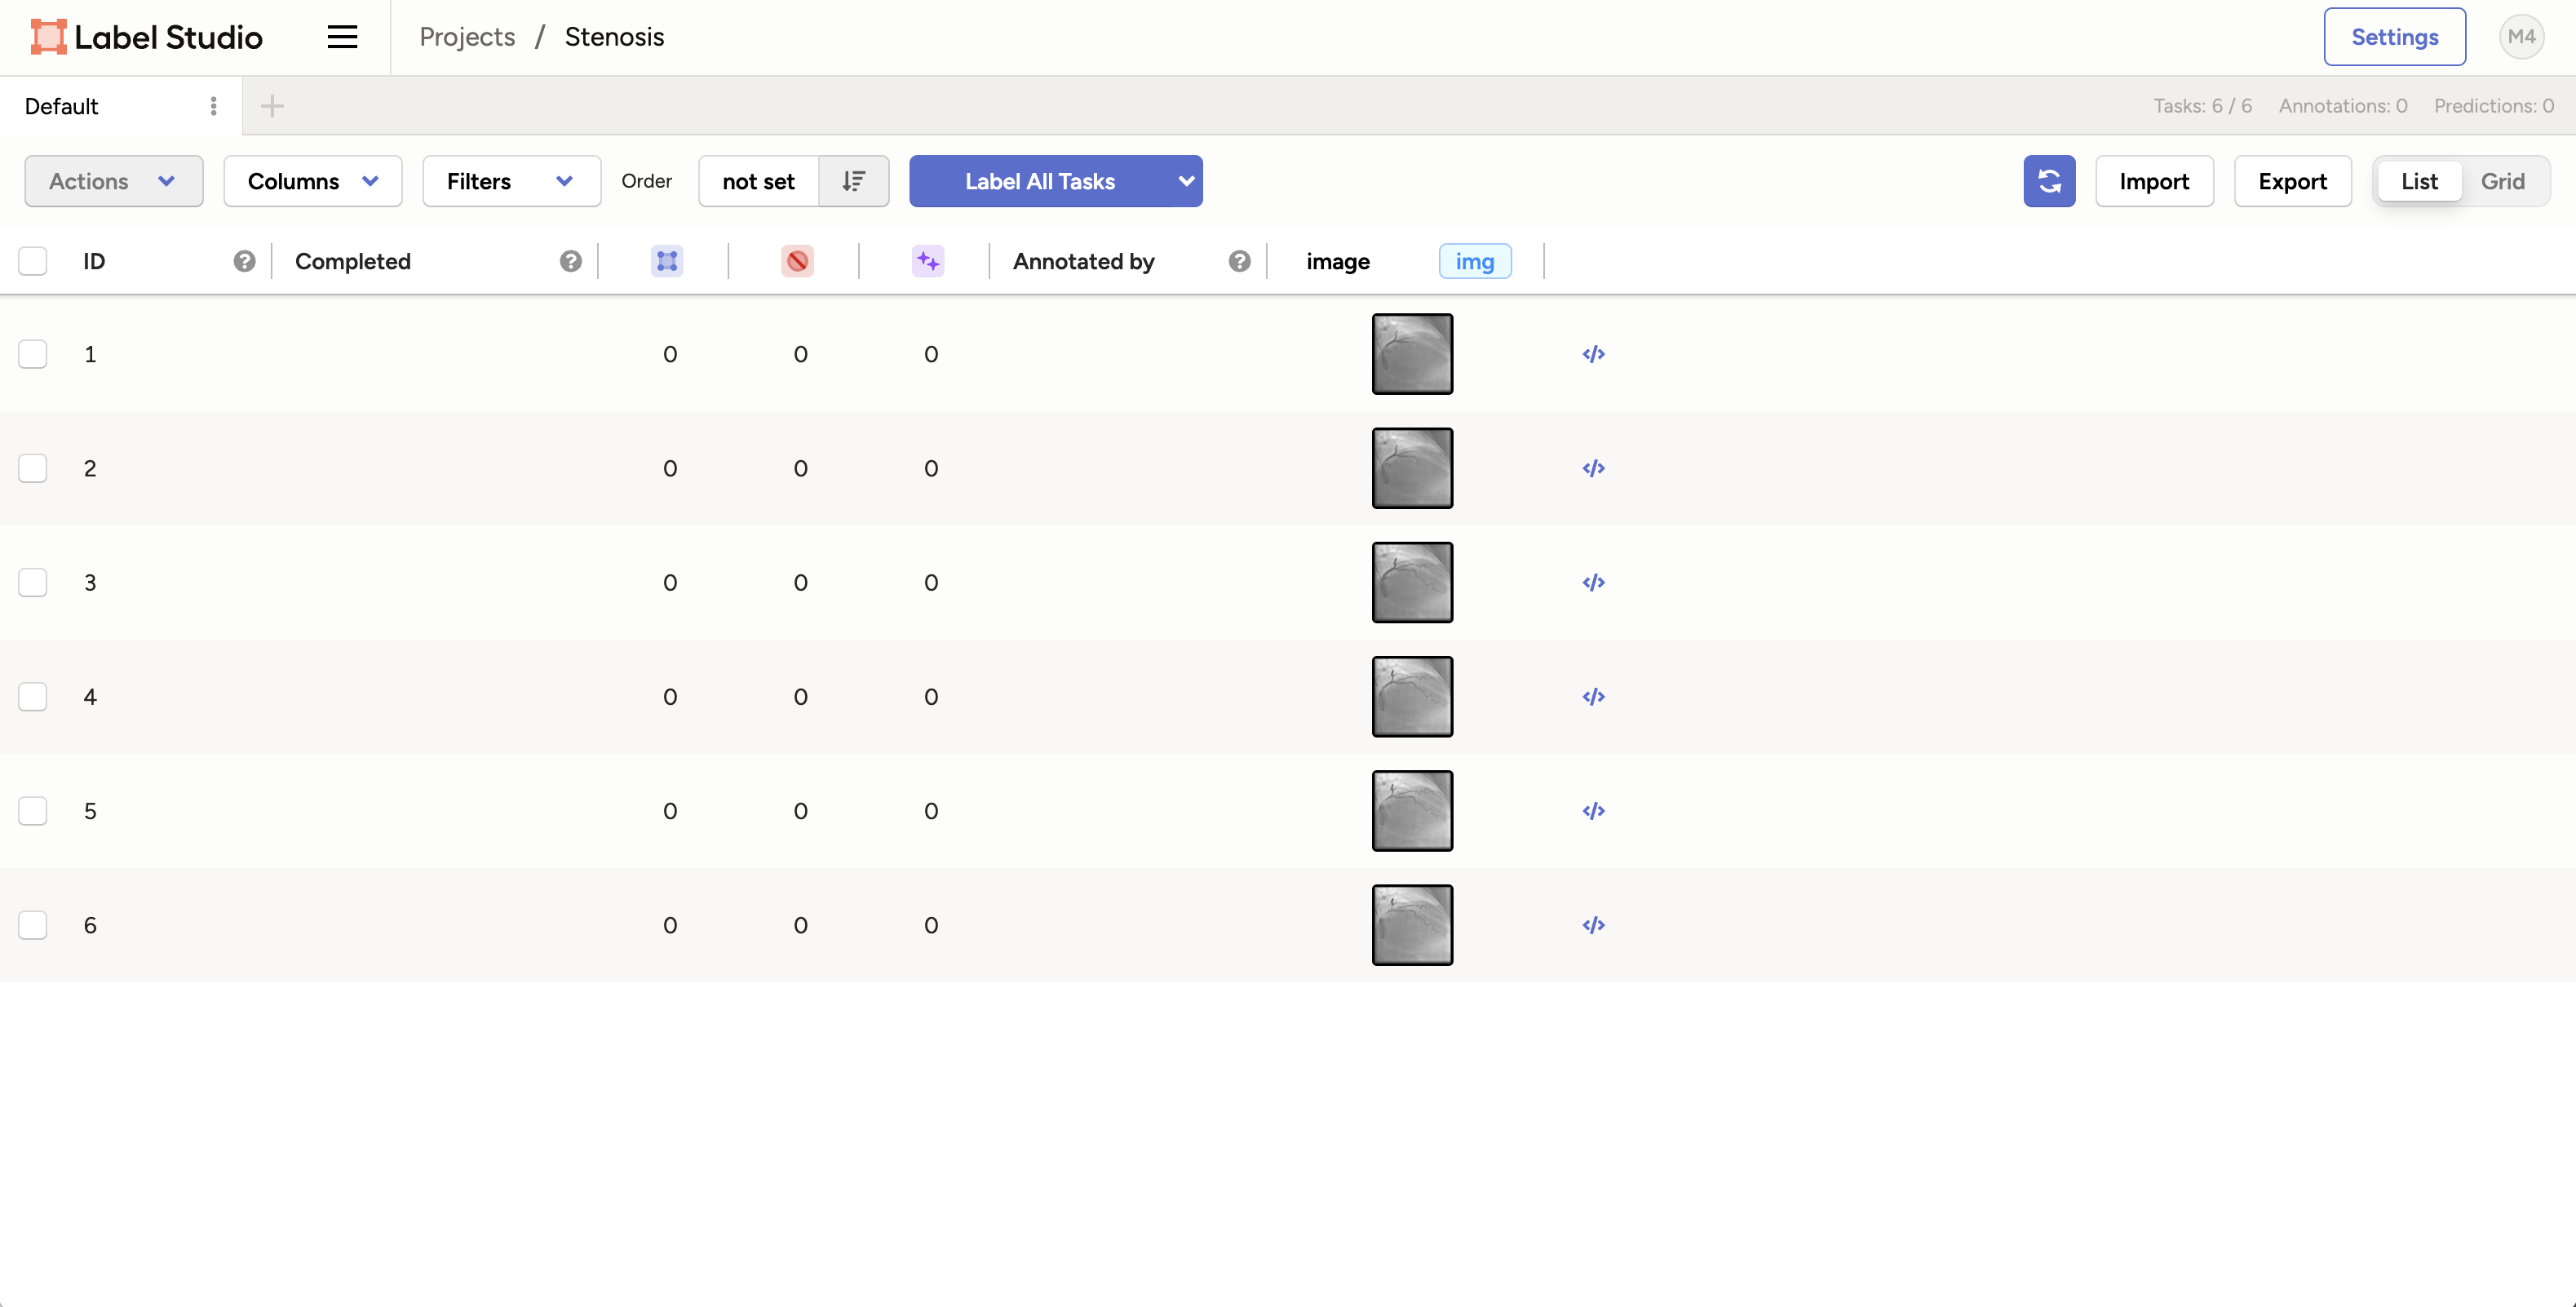 Label Studio
Projects / Stenosis
Settings
M4
Default
Tasks: 6 / 6 Annotations: 0 Predictions: 0
Actions
Columns
Filters
Order
not set
Label All Tasks
Import
Export
List
Grid
ID ? Completed ? Annotated by ? image img
1 0 0 0 </>
2 0 0 0 </>
3 0 0 0 </>
4 0 0 0 </>
5 0 0 0 </>
6 0 0 0 </>